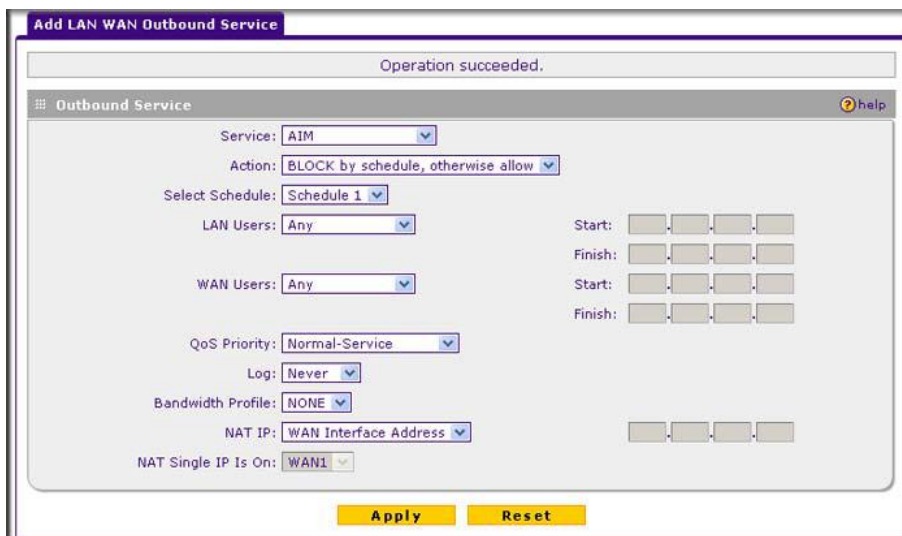 Add LAN WAN Outbound Service
Operation succeeded.
Outbound Service
help
Service: AIM
Action: BLOCK by schedule, otherwise allow
Select Schedule: Schedule 1
LAN Users: Any Start: . . .
Finish: . . .
WAN Users: Any Start: . . .
Finish: . . .
QoS Priority: Normal-Service
Log: Never
Bandwidth Profile: NONE
NAT IP: WAN Interface Address . . .
NAT Single IP Is On: WAN1
Apply Reset